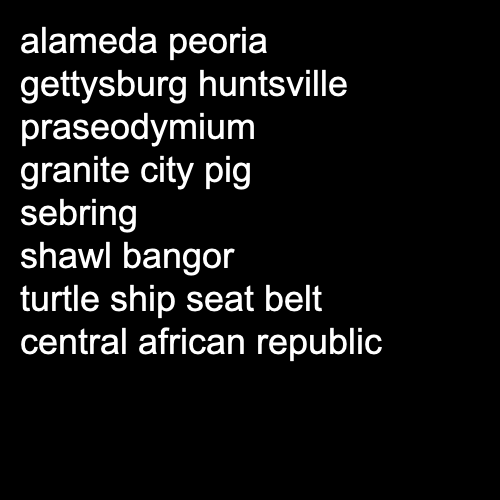 alameda peoria
gettysburg huntsville
praseodymium
granite city pig
sebring
shawl bangor
turtle ship seat belt
central african republic